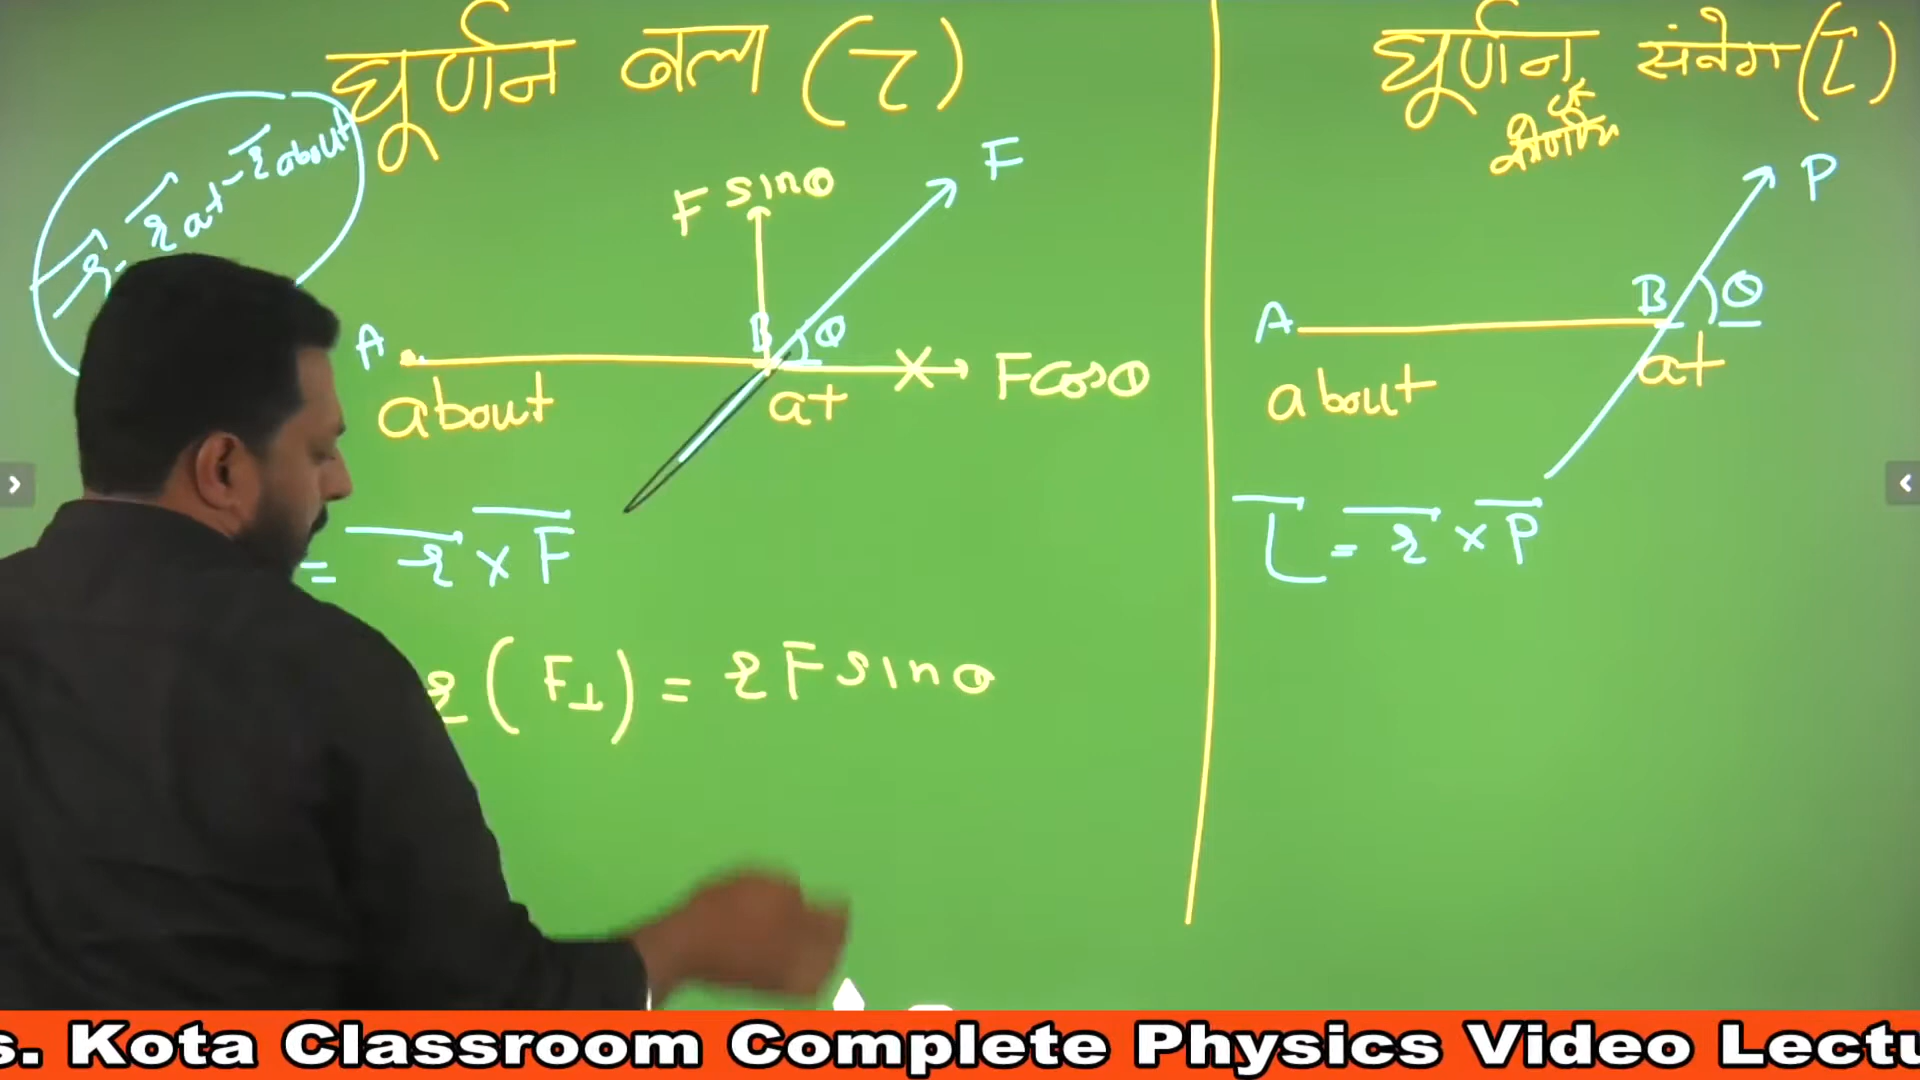 घूर्णन बल (τ)
r = r at - r about
F sinθ
F
A
B
θ
about
at
F cosθ
= r × F
r (F⊥) = r F sinθ
घूर्णन संवेग (L)
P
A
B
θ
about
at
L = r × P
s. Kota Classroom Complete Physics Video Lectu